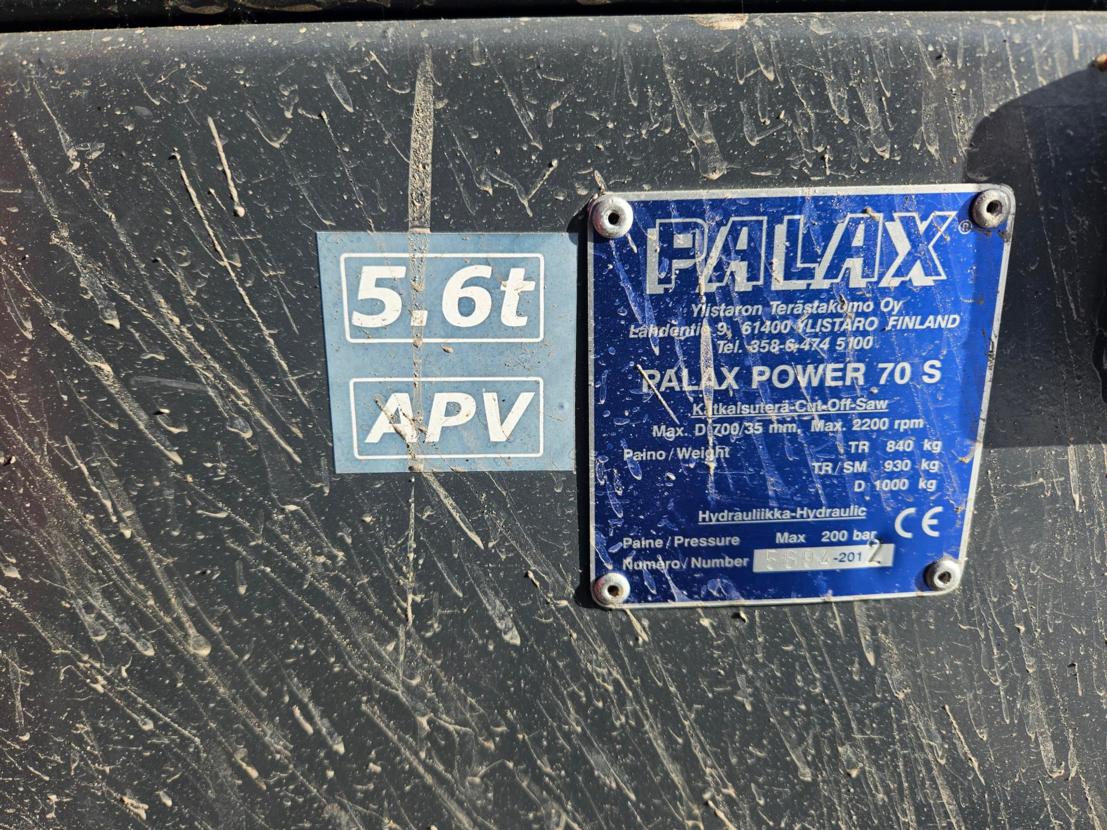 5.6t
APV
PALAX®
Ylistaron Terästakomo Oy
Lahdentie 9, 61400 YLISTARO FINLAND
Tel. 358-6-474 5100
PALAX POWER 70 S
Katkaisuterä-Cut-Off-Saw
Max. D 700/35 mm, Max. 2200 rpm
Paino/Weight TR 840 kg
TR/SM 930 kg
D 1000 kg
Hydrauliikka-Hydraulic
Paine/Pressure Max 200 bar CE
Numero/Number -2012